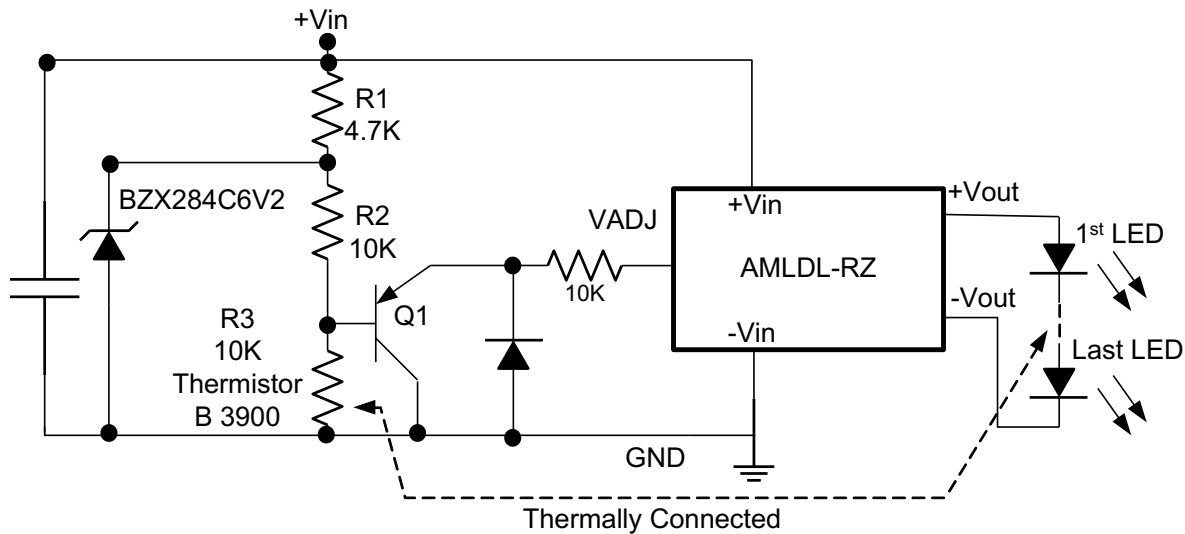 +Vin
R1
4.7K
BZX284C6V2
R2
10K
VADJ
10K
+Vin
AMLDL-RZ
-Vin
+Vout
-Vout
1st LED
Last LED
Q1
R3
10K
Thermistor
B 3900
GND
Thermally Connected